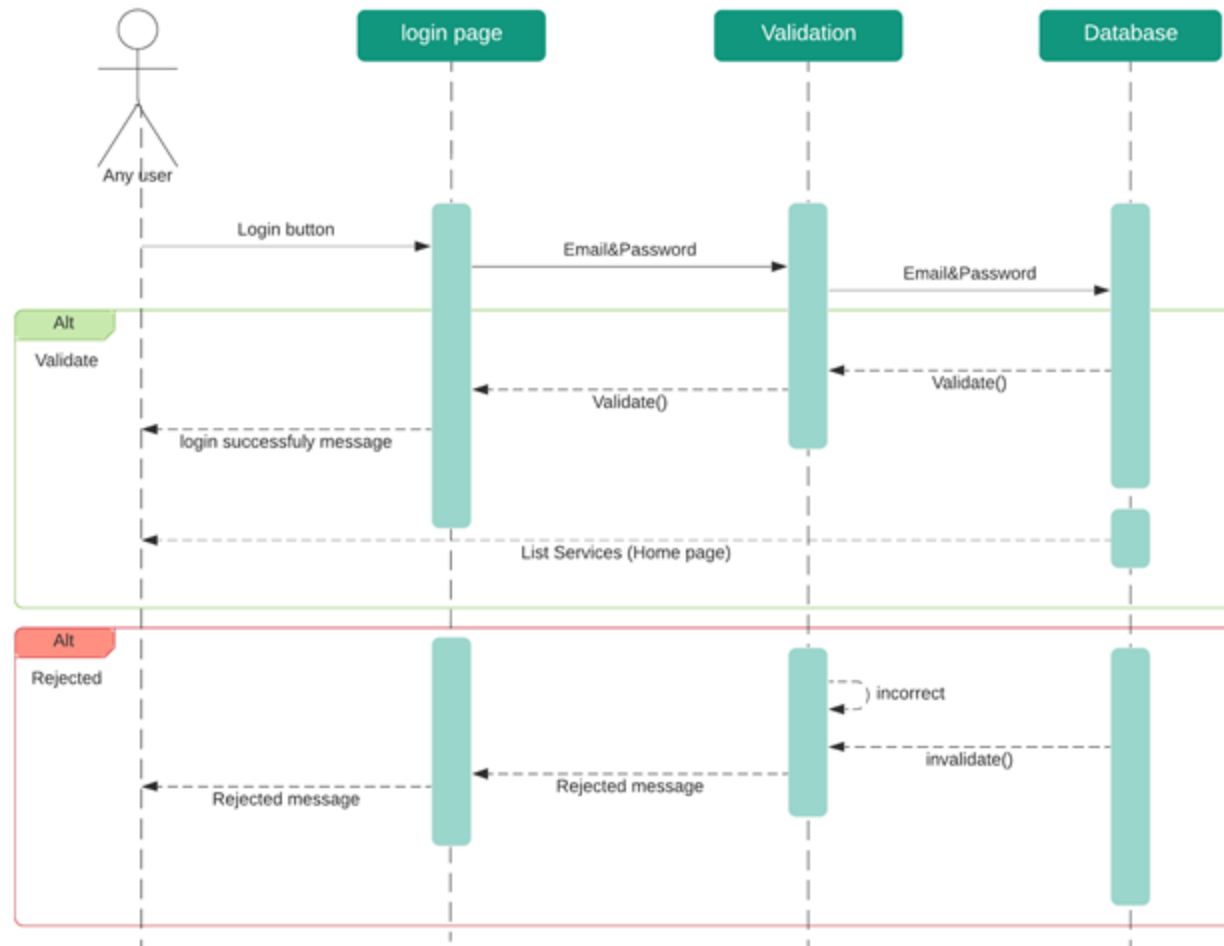 login page
Validation
Database
Any user
Login button
Email&Password
Email&Password
Alt
Validate
Validate()
Validate()
login successfuly message
List Services (Home page)
Alt
Rejected
incorrect
invalidate()
Rejected message
Rejected message